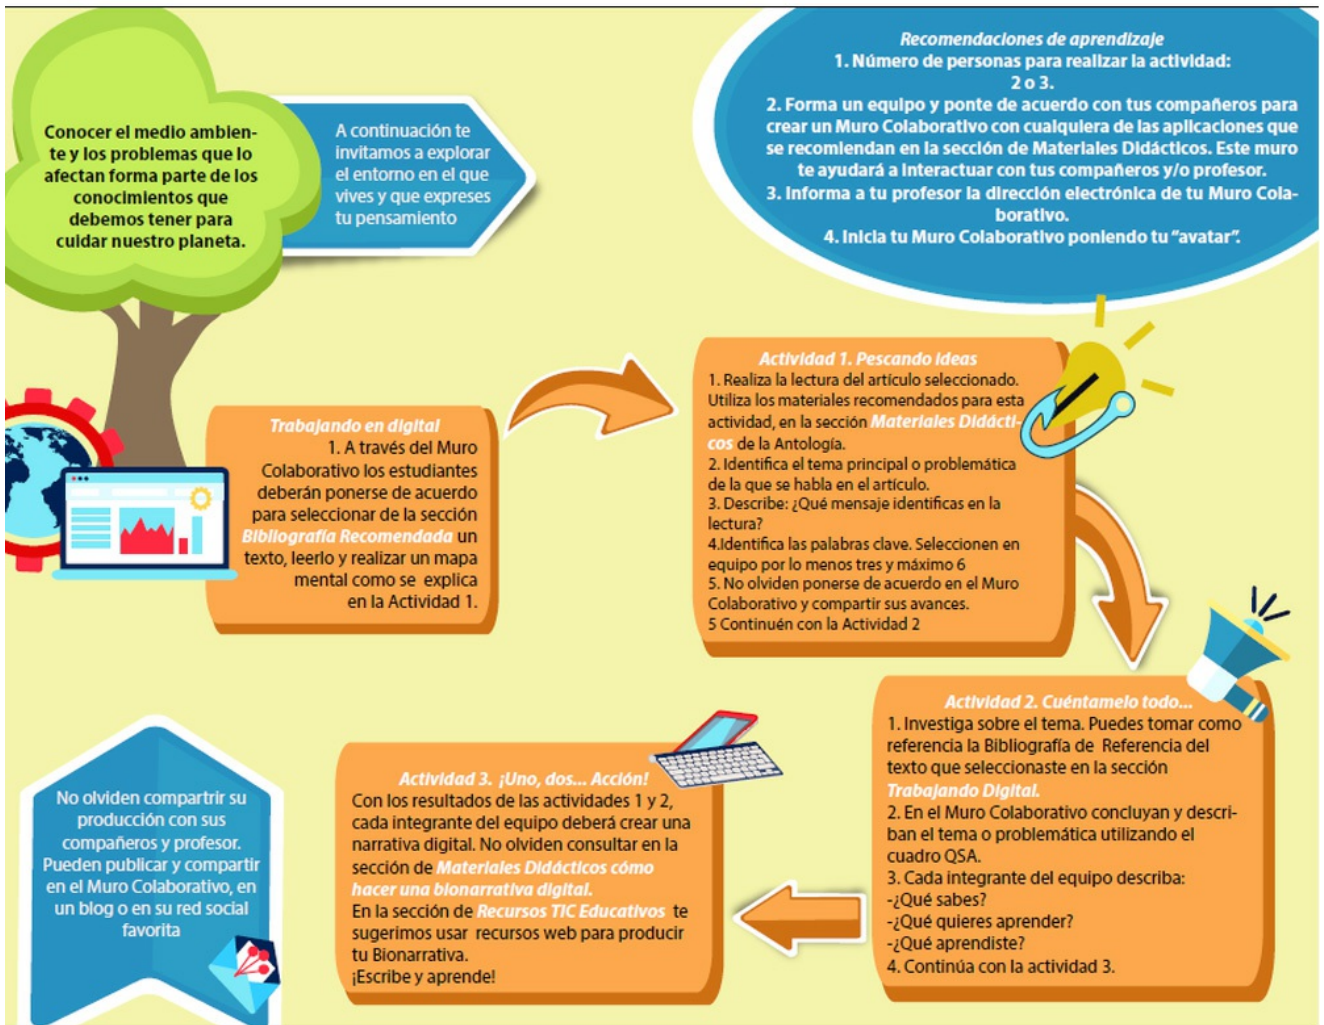 Conocer el medio ambien-
te y los problemas que lo
afectan forma parte de los
conocimientos que
debemos tener para
cuidar nuestro planeta.
A continuación te
invitamos a explorar
el entorno en el que
vives y que expreses
tu pensamiento
Recomendaciones de aprendizaje
1. Número de personas para realizar la actividad:
2 o 3.
2. Forma un equipo y ponte de acuerdo con tus compañeros para
crear un Muro Colaborativo con cualquiera de las aplicaciones que
se recomiendan en la sección de Materiales Didácticos. Este muro
te ayudará a interactuar con tus compañeros y/o profesor.
3. Informa a tu profesor la dirección electrónica de tu Muro Cola-
borativo.
4. Inicia tu Muro Colaborativo poniendo tu “avatar”.
Trabajando en digital
1. A través del Muro
Colaborativo los estudiantes
deberán ponerse de acuerdo
para seleccionar de la sección
Bibliografía Recomendada un
texto, leerlo y realizar un mapa
mental como se explica
en la Actividad 1.
Actividad 1. Pescando ideas
1. Realiza la lectura del artículo seleccionado.
Utiliza los materiales recomendados para esta
actividad, en la sección Materiales Didácti-
cos de la Antología.
2. Identifica el tema principal o problemática
de la que se habla en el artículo.
3. Describe: ¿Qué mensaje identificas en la
lectura?
4.Identifica las palabras clave. Seleccionen en
equipo por lo menos tres y máximo 6
5. No olviden ponerse de acuerdo en el Muro
Colaborativo y compartir sus avances.
5 Continuén con la Actividad 2
Actividad 2. Cuéntamelo todo...
1. Investiga sobre el tema. Puedes tomar como
referencia la Bibliografía de Referencia del
texto que seleccionaste en la sección
Trabajando Digital.
2. En el Muro Colaborativo concluyan y descri-
ban el tema o problemática utilizando el
cuadro QSA.
3. Cada integrante del equipo describa:
-¿Qué sabes?
-¿Qué quieres aprender?
-¿Qué aprendiste?
4. Continúa con la actividad 3.
Actividad 3. ¡Uno, dos... Acción!
Con los resultados de las actividades 1 y 2,
cada integrante del equipo deberá crear una
narrativa digital. No olviden consultar en la
sección de Materiales Didácticos cómo
hacer una bionarrativa digital.
En la sección de Recursos TIC Educativos te
sugerimos usar recursos web para producir
tu Bionarrativa.
¡Escribe y aprende!
No olviden compartrir su
producción con sus
compañeros y profesor.
Pueden publicar y compartir
en el Muro Colaborativo, en
un blog o en su red social
favorita